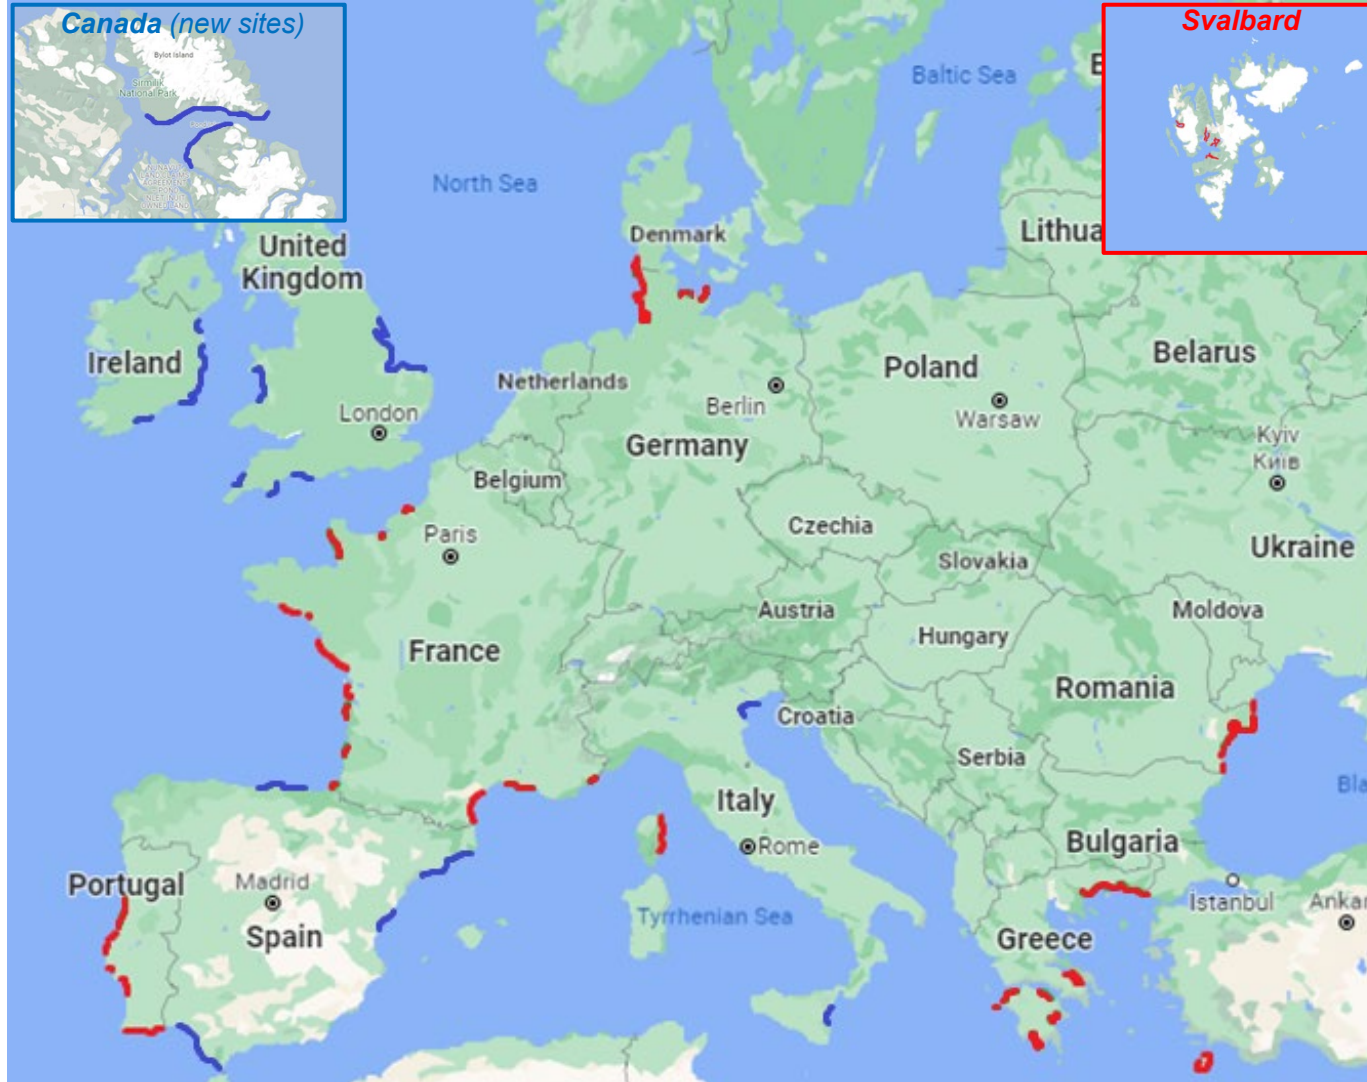 Canada (new sites)
Bylot Island
Sirmilik
National Park
Svalbard
Baltic Sea
North Sea
Denmark
Lithua
United
Kingdom
Ireland
London
Netherlands
Berlin
Poland
Warsaw
Belarus
Germany
Kyiv
Київ
Belgium
Paris
Czechia
Slovakia
Ukraine
Austria
Hungary
Moldova
France
Romania
Croatia
Serbia
Italy
Rome
Bla
Bulgaria
Portugal
Madrid
Spain
Tyrrhenian Sea
İstanbul
Ankar
Greece